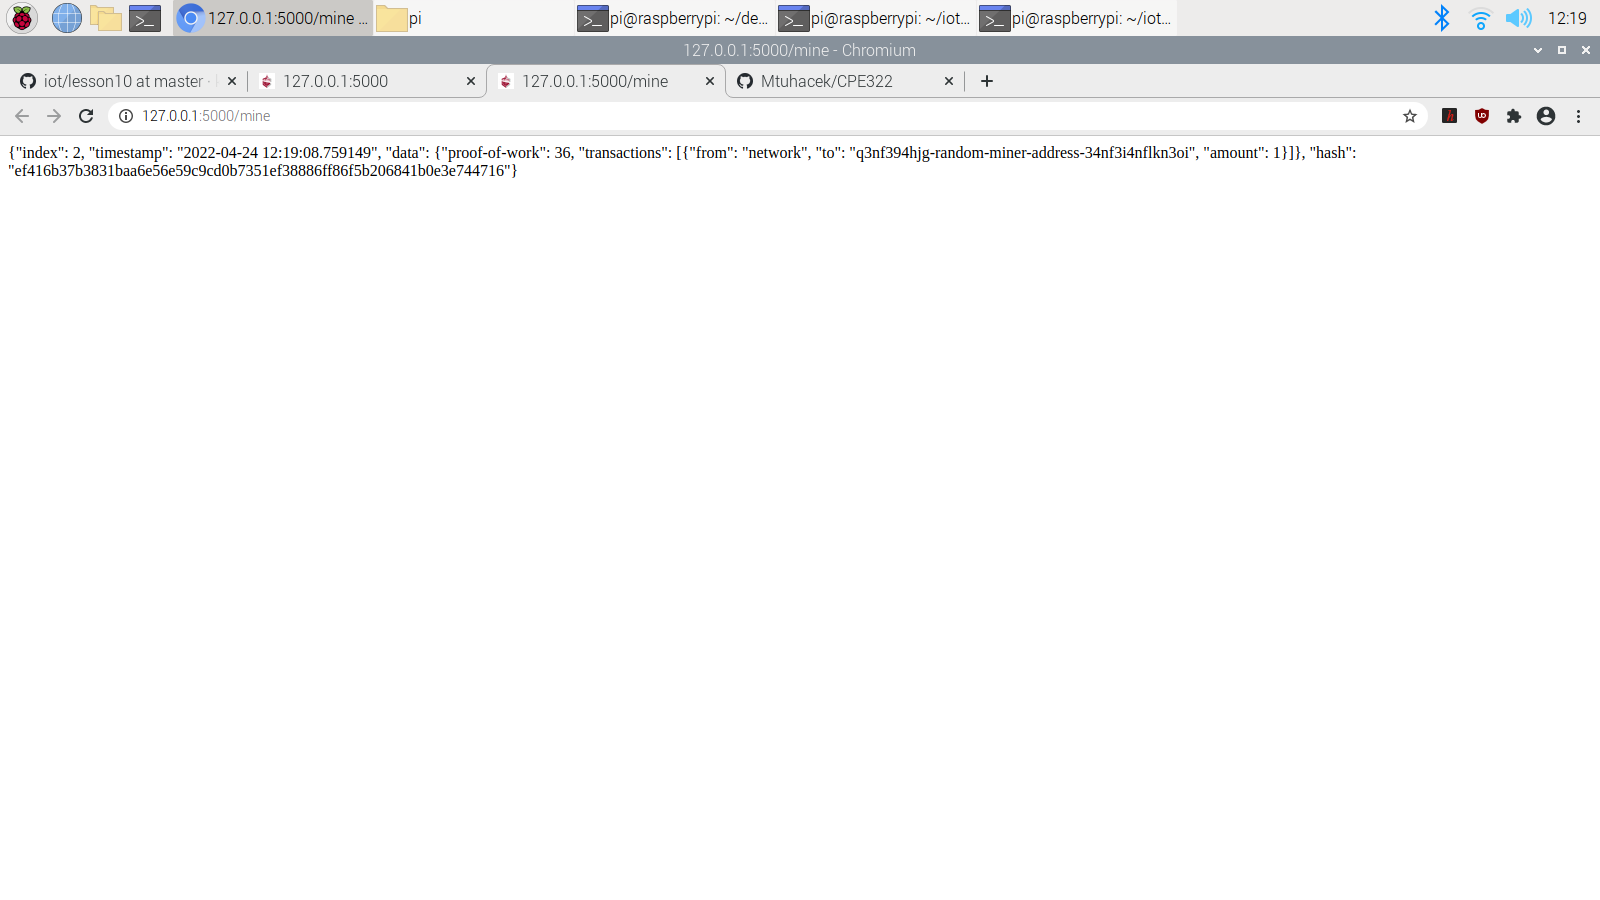 127.0.0.1:5000/mine ...
pi
pi@raspberrypi: ~/de...
pi@raspberrypi: ~/iot...
pi@raspberrypi: ~/iot...
12:19
127.0.0.1:5000/mine - Chromium
iot/lesson10 at master ·
127.0.0.1:5000
127.0.0.1:5000/mine
Mtuhacek/CPE322
127.0.0.1:5000/mine
{"index": 2, "timestamp": "2022-04-24 12:19:08.759149", "data": {"proof-of-work": 36, "transactions": [{"from": "network", "to": "q3nf394hjg-random-miner-address-34nf3i4nflkn3oi", "amount": 1}]}, "hash":
"ef416b37b3831baa6e56e59c9cd0b7351ef38886ff86f5b206841b0e3e744716"}